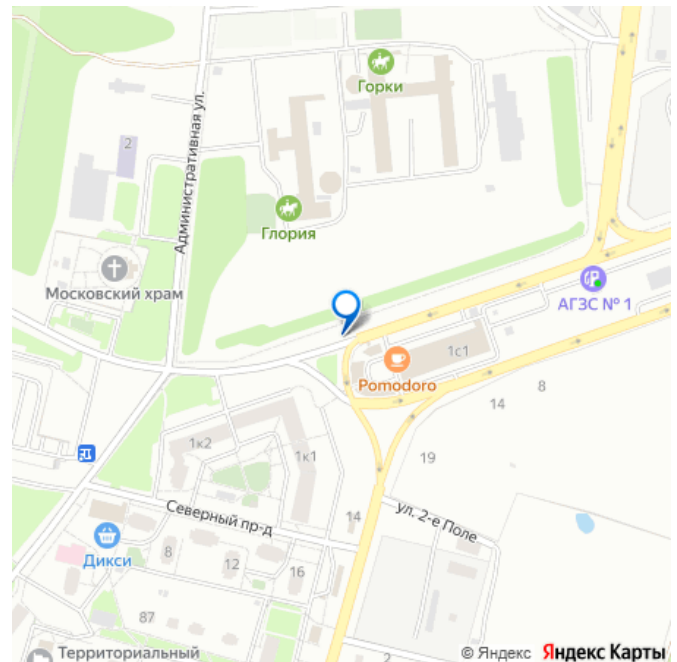 Горки
2
Административная ул.
Глория
Московский храм
АГЗС № 1
1с1
Pomodoro
8
14
1к2
1к1
19
Северный пр-д
14
ул. 2-е Поле
Дикси
8
12
16
87
Территориальный
2
© Яндекс Яндекс Карты